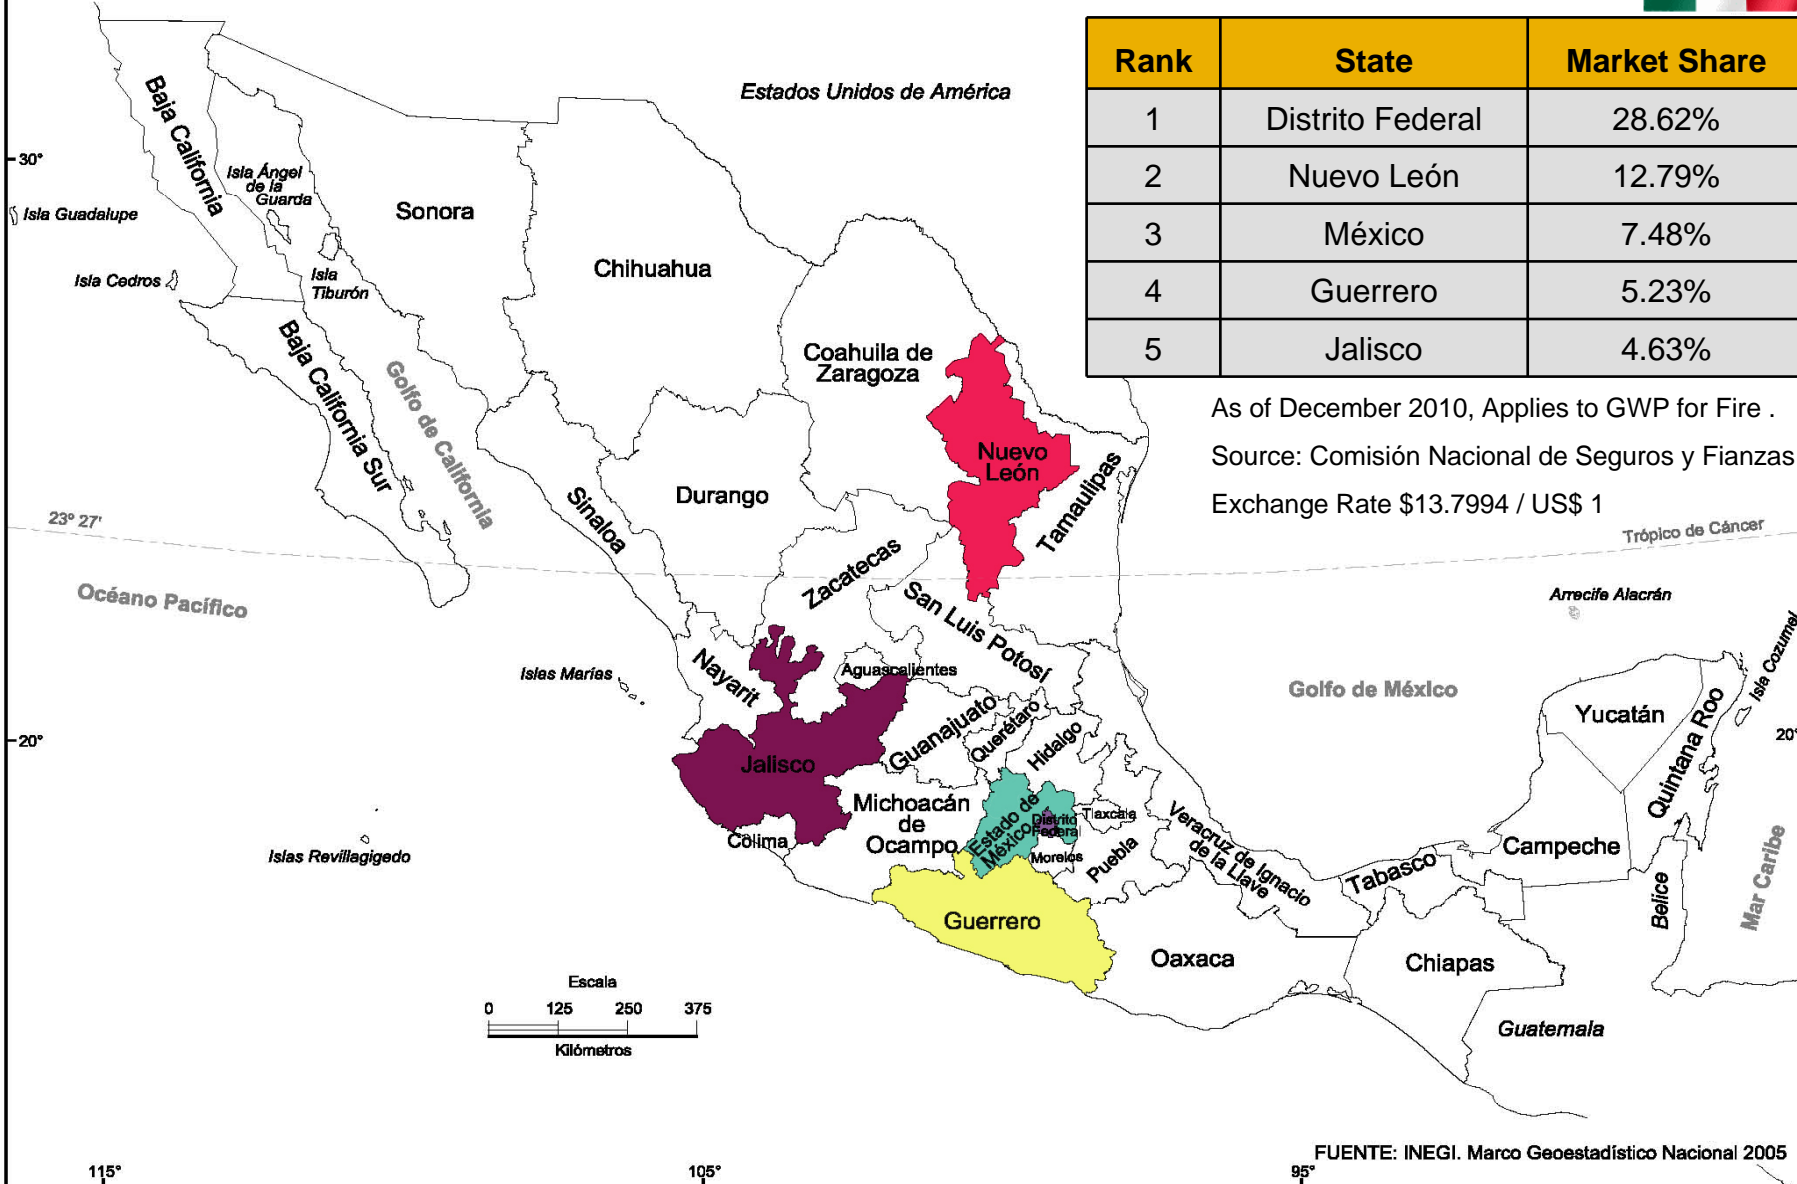 Rank State Market Share
1 Distrito Federal 28.62%
2 Nuevo León 12.79%
3 México 7.48%
4 Guerrero 5.23%
5 Jalisco 4.63%
As of December 2010, Applies to GWP for Fire .
Source: Comisión Nacional de Seguros y Fianzas
Exchange Rate $13.7994 / US$ 1
Estados Unidos de América
Baja California
30°
Isla Ángel
de la
Guarda
Isla Guadalupe
Sonora
Isla Cedros
Isla
Tiburón
Chihuahua
Coahuila de
Zaragoza
Baja California Sur
Golfo de California
Nuevo
León
Tamaulipas
Durango
Sinaloa
23° 27'
Trópico de Cáncer
Zacatecas
Océano Pacífico
San Luis Potosí
Arrecife Alacrán
Isla Cozumel
Islas Marías
Nayarit
Aguascalientes
Golfo de México
Yucatán
Quintana Roo
20°
20°
Guanajuato
Querétaro
Hidalgo
Jalisco
Michoacán
de
Ocampo
Colima
Estado de
México
Distrito
Federal
Tlaxcala
Morelos
Puebla
Veracruz de Ignacio
de la Llave
Tabasco
Campeche
Belice
Mar Caribe
Islas Revillagigedo
Guerrero
Oaxaca
Chiapas
Guatemala
Escala
0 125 250 375
Kilómetros
FUENTE: INEGI. Marco Geoestadístico Nacional 2005
115° 105° 95°